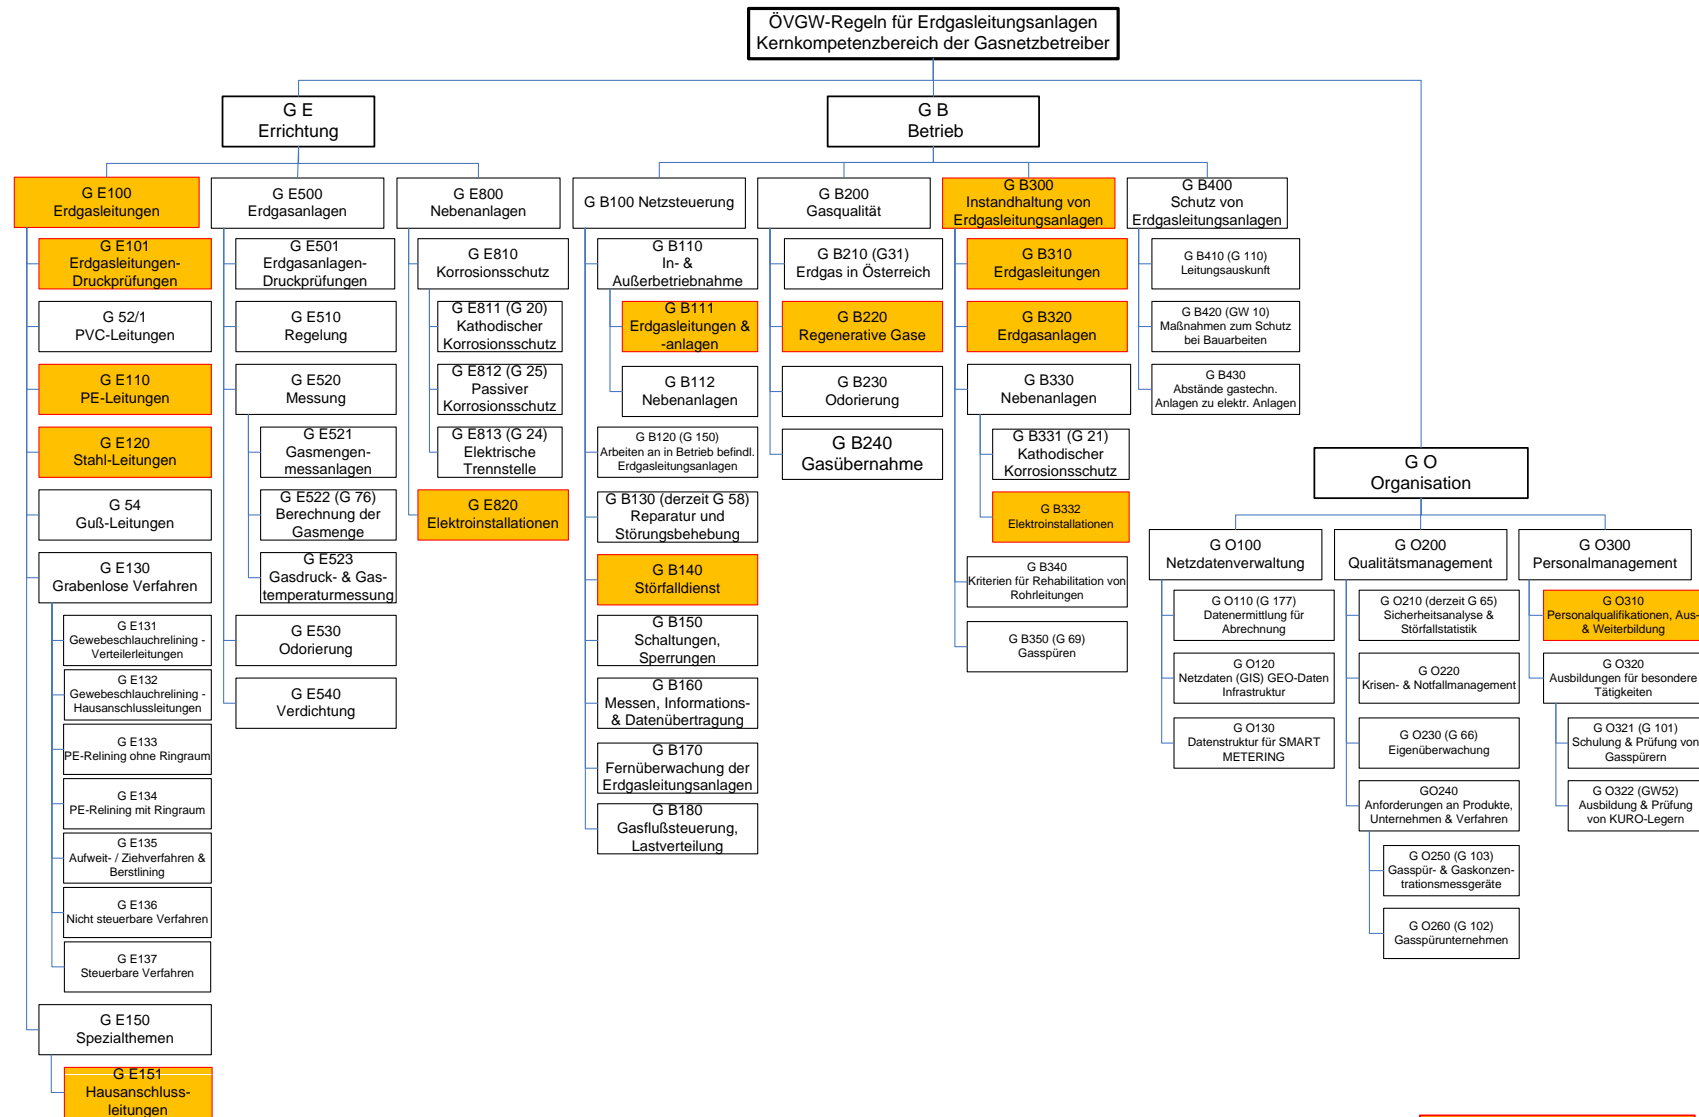 ÖVGW-Regeln für Erdgasleitungsanlagen
Kernkompetenzbereich der Gasnetzbetreiber
G E
Errichtung
G E100
Erdgasleitungen
G E101
Erdgasleitungen-
Druckprüfungen
G 52/1
PVC-Leitungen
G E110
PE-Leitungen
G E120
Stahl-Leitungen
G 54
Guß-Leitungen
G E130
Grabenlose Verfahren
G E131
Gewebeschlauchrelining -
Verteilerleitungen
G E132
Gewebeschlauchrelining -
Hausanschlussleitungen
G E133
PE-Relining ohne Ringraum
G E134
PE-Relining mit Ringraum
G E135
Aufweit- / Ziehverfahren &
Berstlining
G E136
Nicht steuerbare Verfahren
G E137
Steuerbare Verfahren
G E150
Spezialthemen
G E151
Hausanschluss-
leitungen
G E500
Erdgasanlagen
G E501
Erdgasanlagen-
Druckprüfungen
G E510
Regelung
G E520
Messung
G E521
Gasmengen-
messanlagen
G E522 (G 76)
Berechnung der
Gasmenge
G E523
Gasdruck- & Gas-
temperaturmessung
G E530
Odorierung
G E540
Verdichtung
G E800
Nebenanlagen
G E810
Korrosionsschutz
G E811 (G 20)
Kathodischer
Korrosionsschutz
G E812 (G 25)
Passiver
Korrosionsschutz
G E813 (G 24)
Elektrische
Trennstelle
G E820
Elektroinstallationen
G B
Betrieb
G B100 Netzsteuerung
G B110
In- &
Außerbetriebnahme
G B111
Erdgasleitungen &
-anlagen
G B112
Nebenanlagen
G B120 (G 150)
Arbeiten an in Betrieb befindl.
Erdgasleitungsanlagen
G B130 (derzeit G 58)
Reparatur und
Störungsbehebung
G B140
Störfalldienst
G B150
Schaltungen,
Sperrungen
G B160
Messen, Informations-
& Datenübertragung
G B170
Fernüberwachung der
Erdgasleitungsanlagen
G B180
Gasflußsteuerung,
Lastverteilung
G B200
Gasqualität
G B210 (G31)
Erdgas in Österreich
G B220
Regenerative Gase
G B230
Odorierung
G B240
Gasübernahme
G B300
Instandhaltung von
Erdgasleitungsanlagen
G B310
Erdgasleitungen
G B320
Erdgasanlagen
G B330
Nebenanlagen
G B331 (G 21)
Kathodischer
Korrosionsschutz
G B332
Elektroinstallationen
G B340
Kriterien für Rehabilitation von
Rohrleitungen
G B350 (G 69)
Gasspüren
G B400
Schutz von
Erdgasleitungsanlagen
G B410 (G 110)
Leitungsauskunft
G B420 (GW 10)
Maßnahmen zum Schutz
bei Bauarbeiten
G B430
Abstände gastechn.
Anlagen zu elektr. Anlagen
G O
Organisation
G O100
Netzdatenverwaltung
G O110 (G 177)
Datenermittlung für
Abrechnung
G O120
Netzdaten (GIS) GEO-Daten
Infrastruktur
G O130
Datenstruktur für SMART
METERING
G O200
Qualitätsmanagement
G O210 (derzeit G 65)
Sicherheitsanalyse &
Störfallstatistik
G O220
Krisen- & Notfallmanagement
G O230 (G 66)
Eigenüberwachung
GO240
Anforderungen an Produkte,
Unternehmen & Verfahren
G O250 (G 103)
Gasspür- & Gaskonzen-
trationsmessgeräte
G O260 (G 102)
Gasspürunternehmen
G O300
Personalmanagement
G O310
Personalqualifikationen, Aus-
& Weiterbildung
G O320
Ausbildungen für besondere
Tätigkeiten
G O321 (G 101)
Schulung & Prüfung von
Gasspürern
G O322 (GW52)
Ausbildung & Prüfung
von KURO-Legern